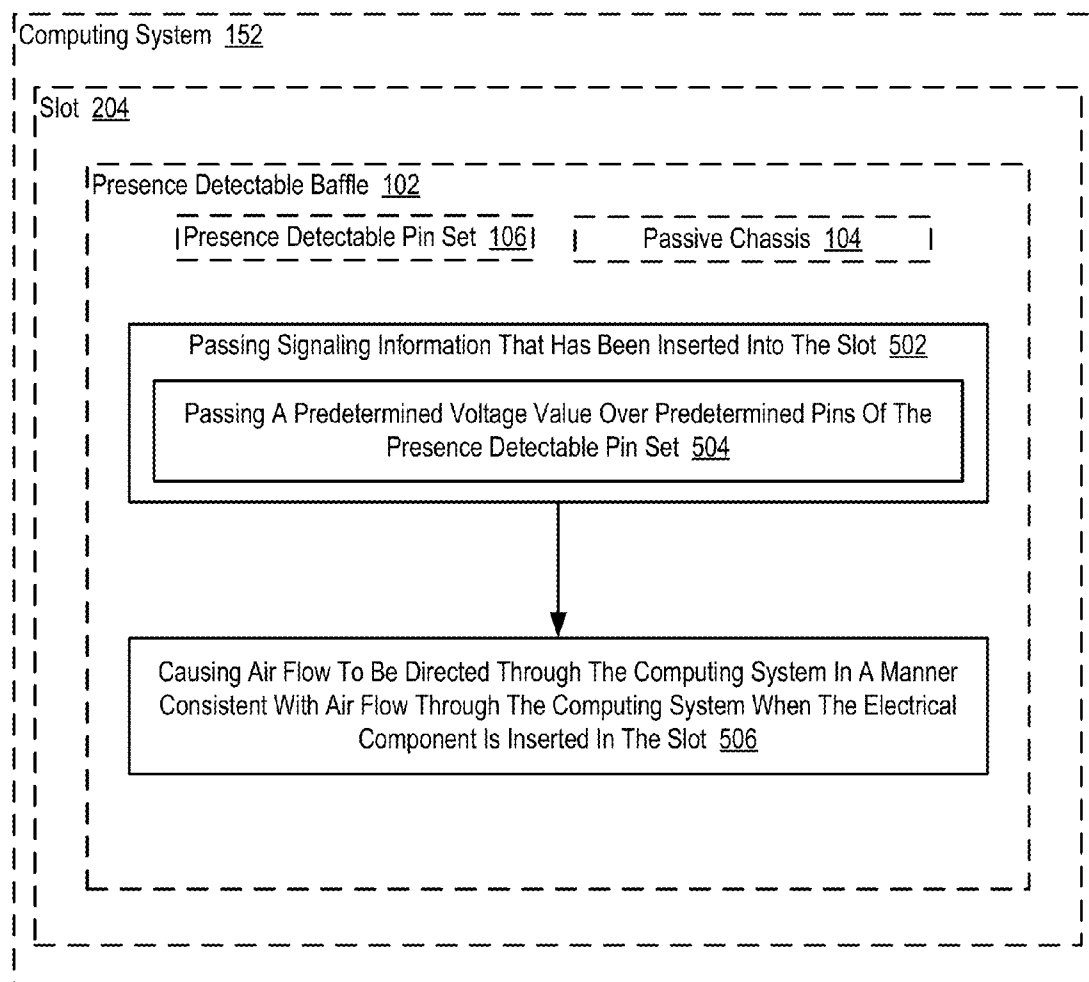 Computing System 152
Slot 204
Presence Detectable Baffle 102
Presence Detectable Pin Set 106
Passive Chassis 104
Passing Signaling Information That Has Been Inserted Into The Slot 502
Passing A Predetermined Voltage Value Over Predetermined Pins Of The
Presence Detectable Pin Set 504
Causing Air Flow To Be Directed Through The Computing System In A Manner
Consistent With Air Flow Through The Computing System When The Electrical
Component Is Inserted In The Slot 506